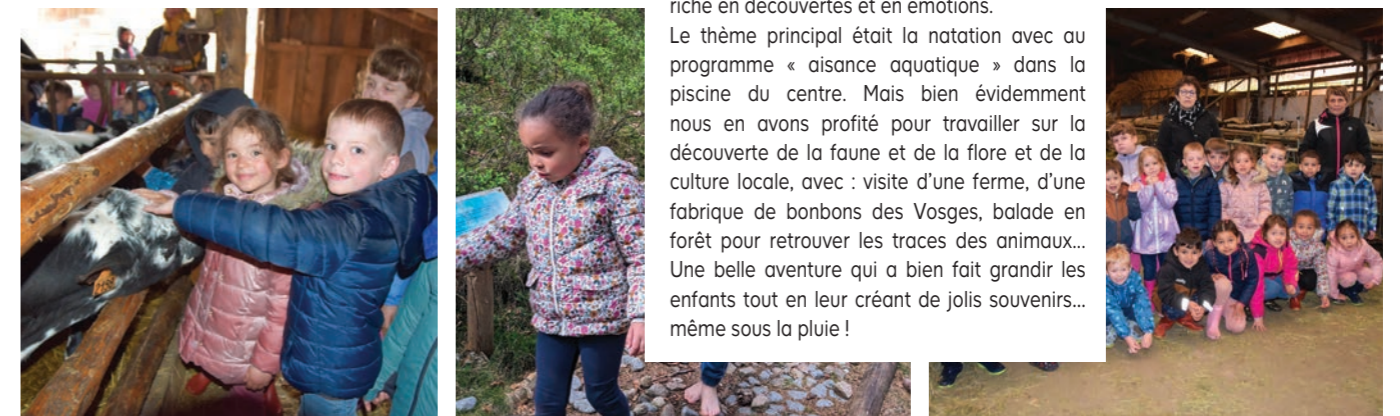 riche en découvertes et en émotions.
Le thème principal était la natation avec au
programme « aisance aquatique » dans la
piscine du centre. Mais bien évidemment
nous en avons profité pour travailler sur la
découverte de la faune et de la flore et de la
culture locale, avec : visite d'une ferme, d'une
fabrique de bonbons des Vosges, balade en
forêt pour retrouver les traces des animaux...
Une belle aventure qui a bien fait grandir les
enfants tout en leur créant de jolis souvenirs...
même sous la pluie !